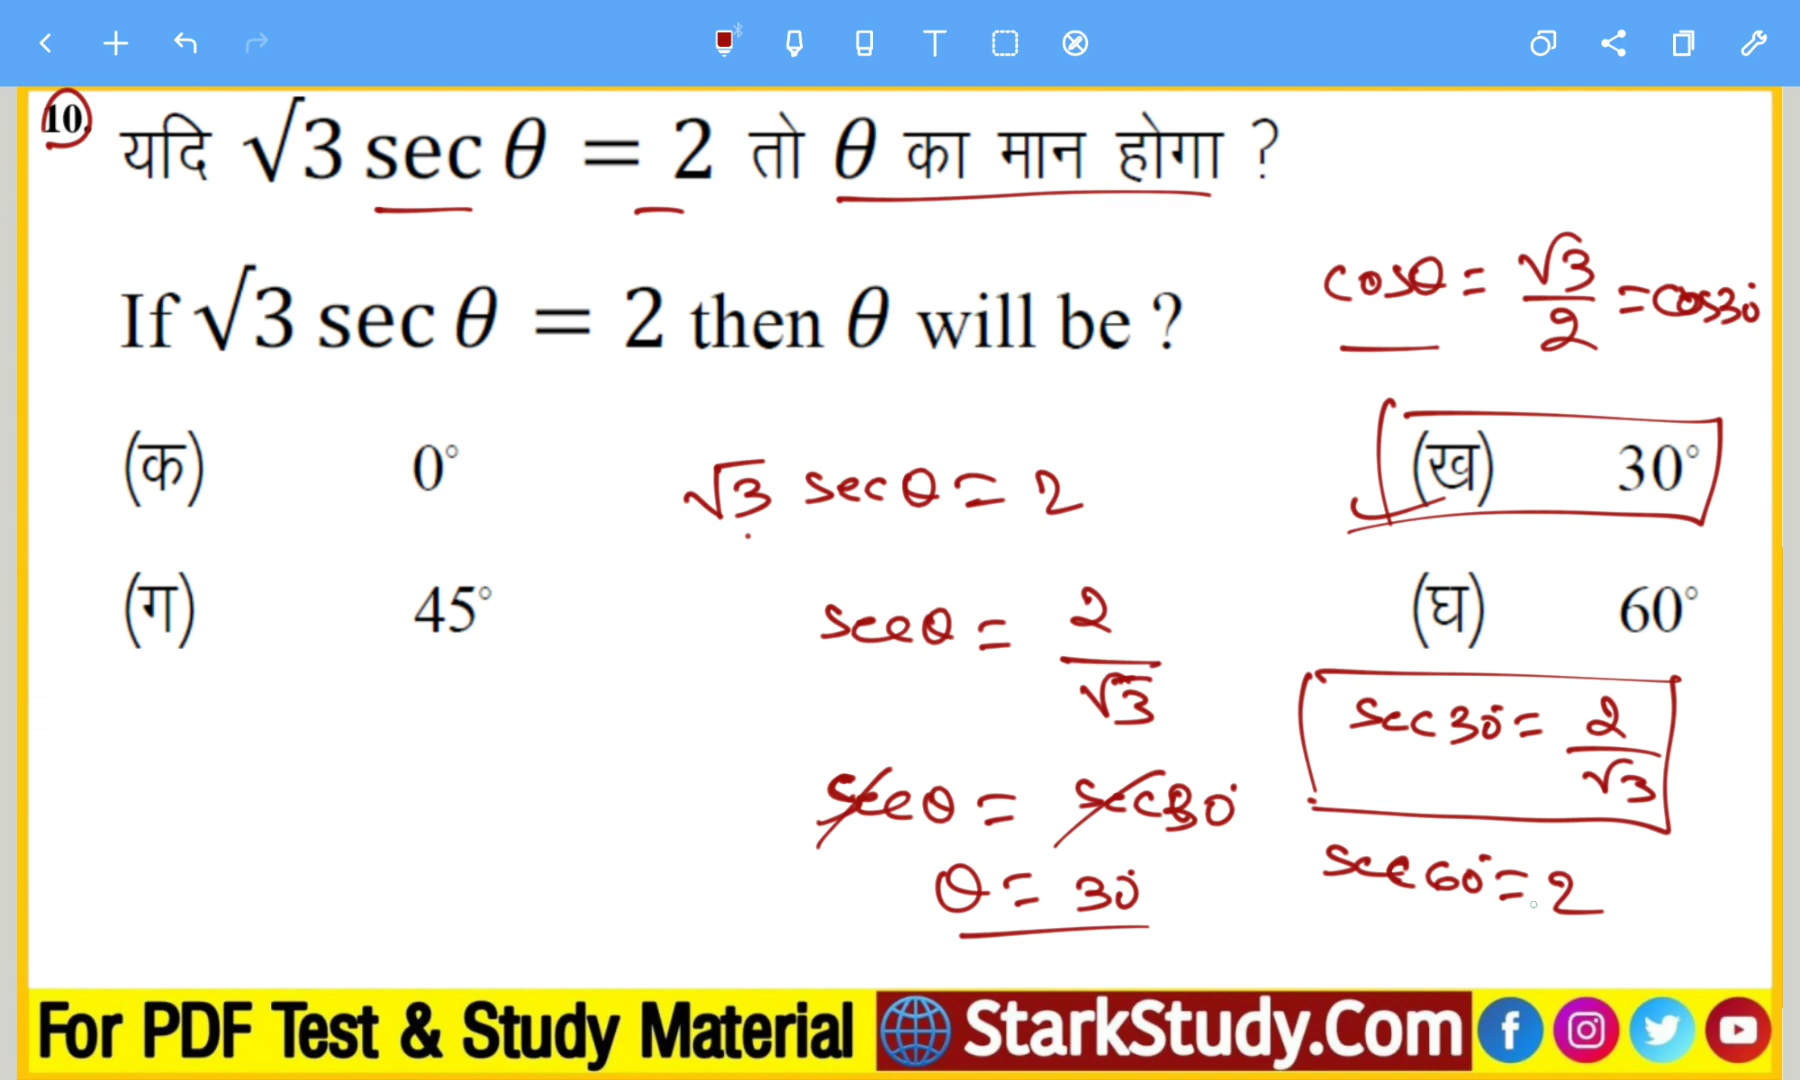 10.
यदि √3 sec θ = 2 तो θ का मान होगा ?
If √3 sec θ = 2 then θ will be ?
cosθ = √3/2 = cos30°
(क) 0°
(ख) 30°
(ग) 45°
(घ) 60°
√3 secθ = 2
secθ = 2/√3
secθ = sec30°
θ = 30°
sec30° = 2/√3
sec60° = 2
For PDF Test & Study Material StarkStudy.Com